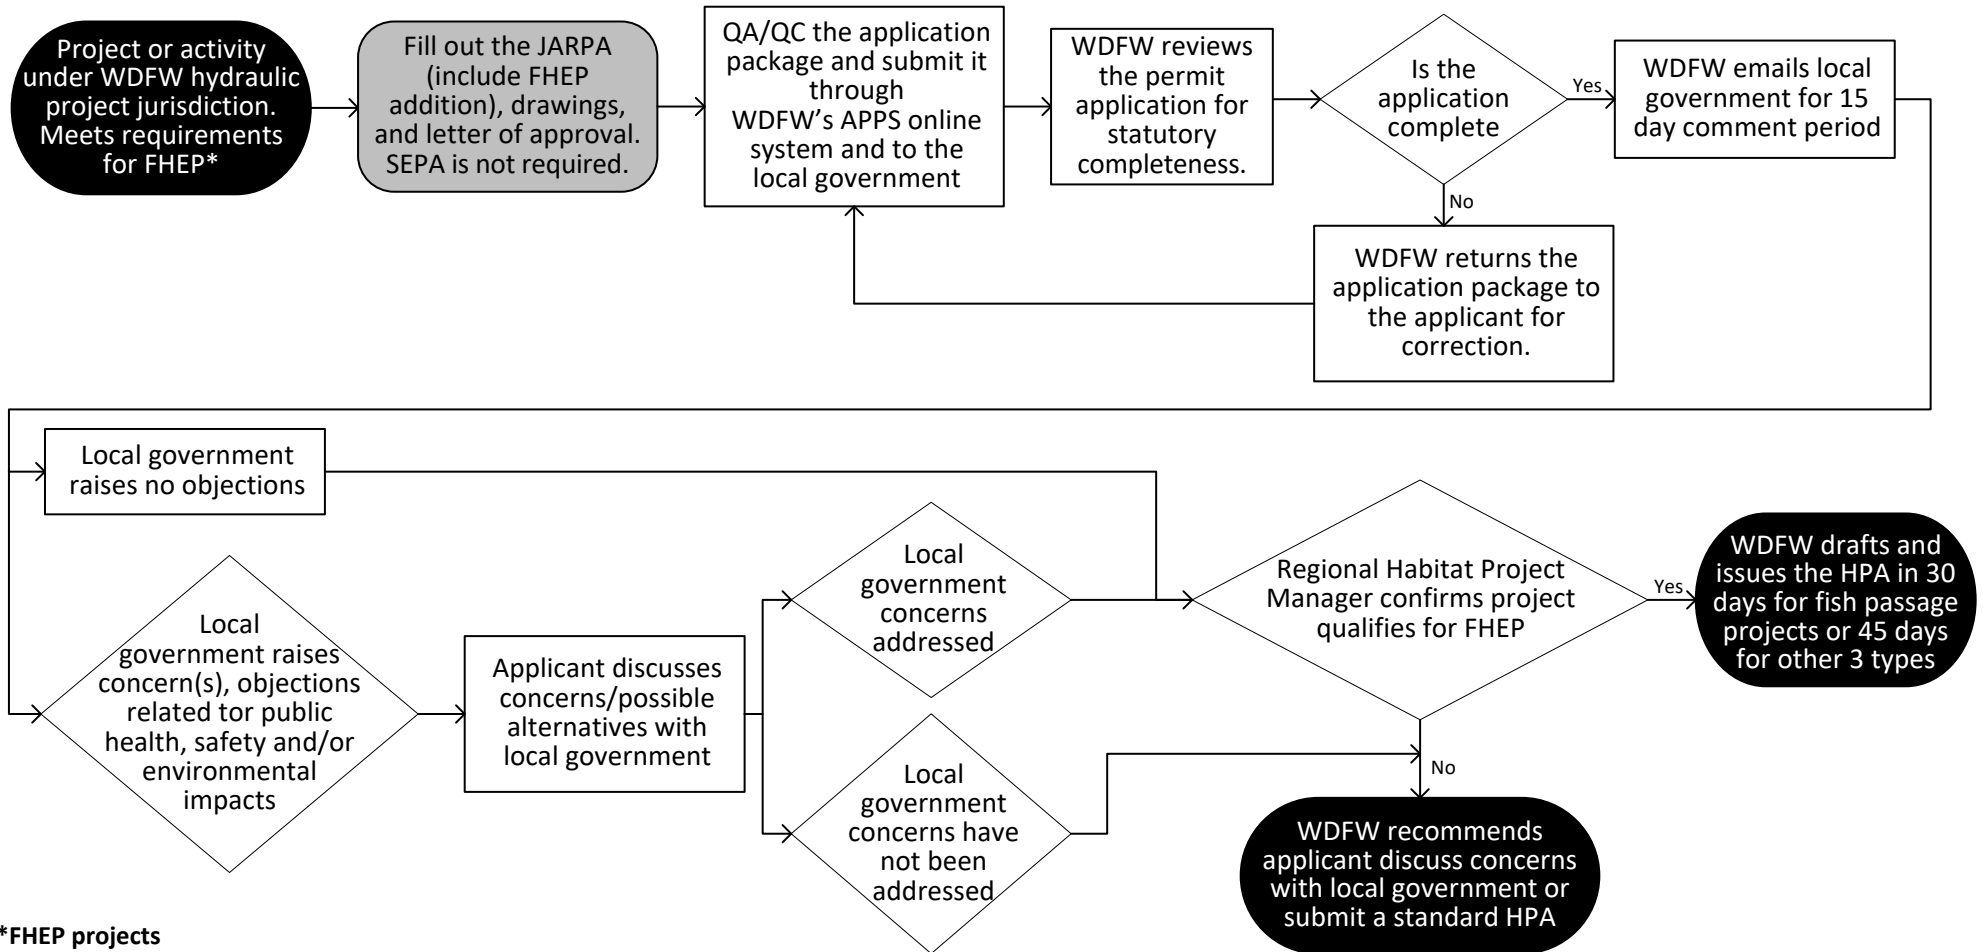 Project or activity
under WDFW hydraulic
project jurisdiction.
Meets requirements
for FHEP*
Fill out the JARPA
(include FHEP
addition), drawings,
and letter of approval.
SEPA is not required.
QA/QC the application
package and submit it
through
WDFW’s APPS online
system and to the
local government
WDFW reviews
the permit
application for
statutory
completeness.
Is the
application
complete
Yes
WDFW emails local
government for 15
day comment period
No
WDFW returns the
application package to
the applicant for
correction.
Local government
raises no objections
Local
government raises
concern(s), objections
related tor public
health, safety and/or
environmental
impacts
Applicant discusses
concerns/possible
alternatives with
local government
Local
government
concerns
addressed
Local
government
concerns have
not been
addressed
Regional Habitat Project
Manager confirms project
qualifies for FHEP
Yes
WDFW drafts and
issues the HPA in 30
days for fish passage
projects or 45 days
for other 3 types
No
WDFW recommends
applicant discuss concerns
with local government or
submit a standard HPA
*FHEP projects